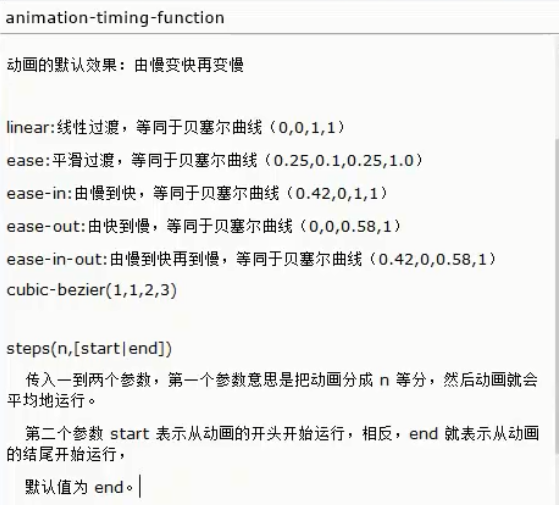 animation-timing-function
动画的默认效果：由慢变快再变慢
linear:线性过渡，等同于贝塞尔曲线（0,0,1,1）
ease:平滑过渡，等同于贝塞尔曲线（0.25,0.1,0.25,1.0）
ease-in:由慢到快，等同于贝塞尔曲线（0.42,0,1,1）
ease-out:由快到慢，等同于贝塞尔曲线（0,0,0.58,1）
ease-in-out:由慢到快再到慢，等同于贝塞尔曲线（0.42,0,0.58,1）
cubic-bezier(1,1,2,3)
steps(n,[start|end])
传入一到两个参数，第一个参数意思是把动画分成 n 等分，然后动画就会
平均地运行。
第二个参数 start 表示从动画的开头开始运行，相反，end 就表示从动画
的结尾开始运行，
默认值为 end。